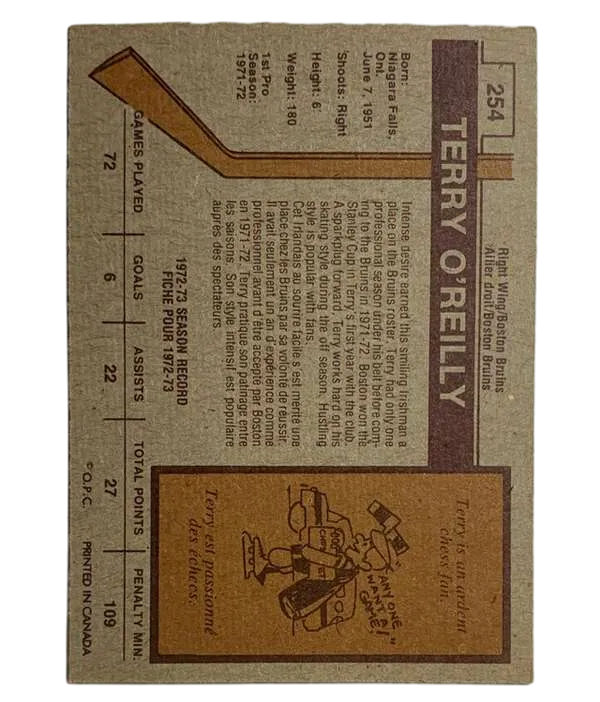 254
TERRY O'REILLY
Right Wing/Boston Bruins
Ailier droit/Boston Bruins
Born:
Niagara Falls,
Ont.
June 7, 1951
Shoots: Right
Height: 6'
Weight: 180
1st Pro
Season:
1971-72
Intense desire earned this smiling Irishman a
place on the Bruins roster. Terry had only one
professional season under his belt before com-
ing to the Bruins in 1971-72. Boston won the
Stanley Cup in Terry's first year with the club.
A sparkplug forward, Terry works hard on his
skating style during the off season. Hustling
style is popular with fans.
Cet Irlandais au sourire facile s'est mérité une
place chez les Bruins par sa volonté de réussir.
Il avait seulement un an d'expérience comme
professionnel avant d'être accepté par Boston
en 1971-72. Terry pratique son patinage entre
les saisons. Son style intensif est populaire
auprès des spectateurs
Terry is an ardent
chess fan.
"ANY ONE
WANT A
GAME!"
Terry est passionné
des échecs.
1972-73 SEASON RECORD
FICHE POUR 1972-73
GAMES PLAYED GOALS ASSISTS TOTAL POINTS PENALTY MIN.
72 6 22 27 109
© O.P.C. PRINTED IN CANADA